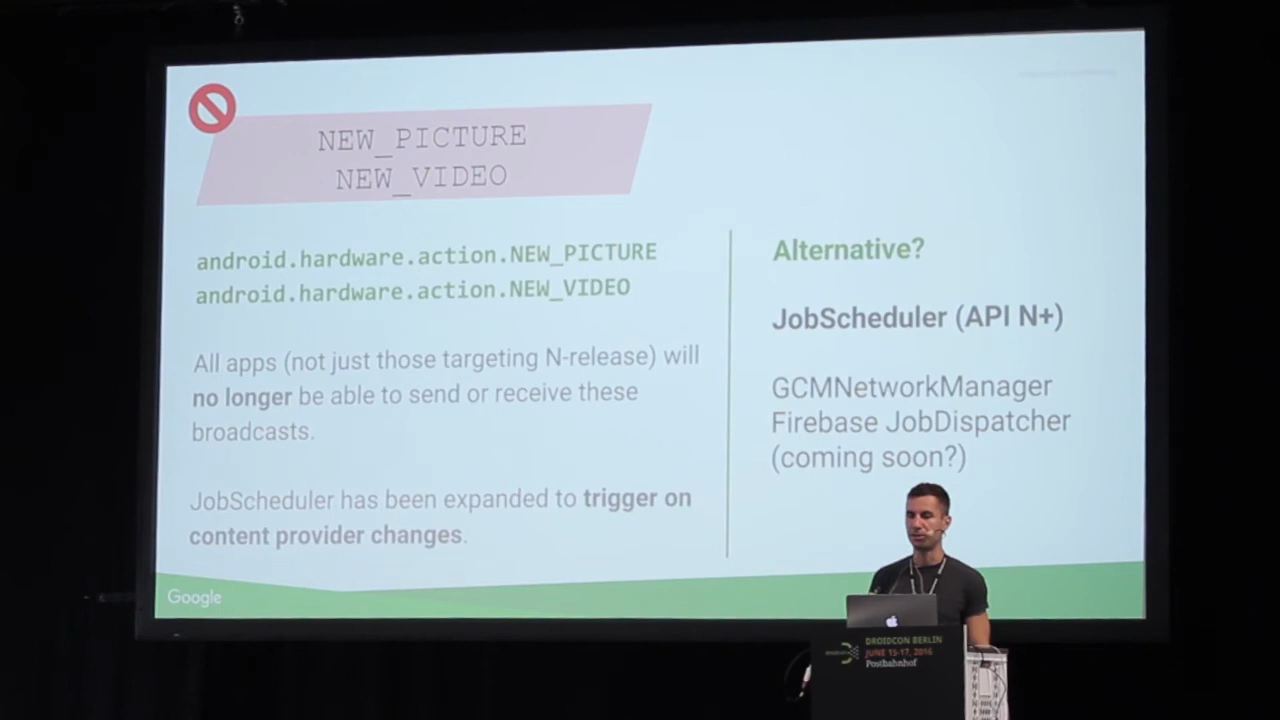 NEW_PICTURE
NEW_VIDEO
android.hardware.action.NEW_PICTURE
android.hardware.action.NEW_VIDEO
All apps (not just those targeting N-release) will
no longer be able to send or receive these
broadcasts.
JobScheduler has been expanded to trigger on
content provider changes.
Alternative?
JobScheduler (API N+)
GCMNetworkManager
Firebase JobDispatcher
(coming soon?)
Google
DROIDCON BERLIN
JUNE 15-17, 2016
Postbahnhof